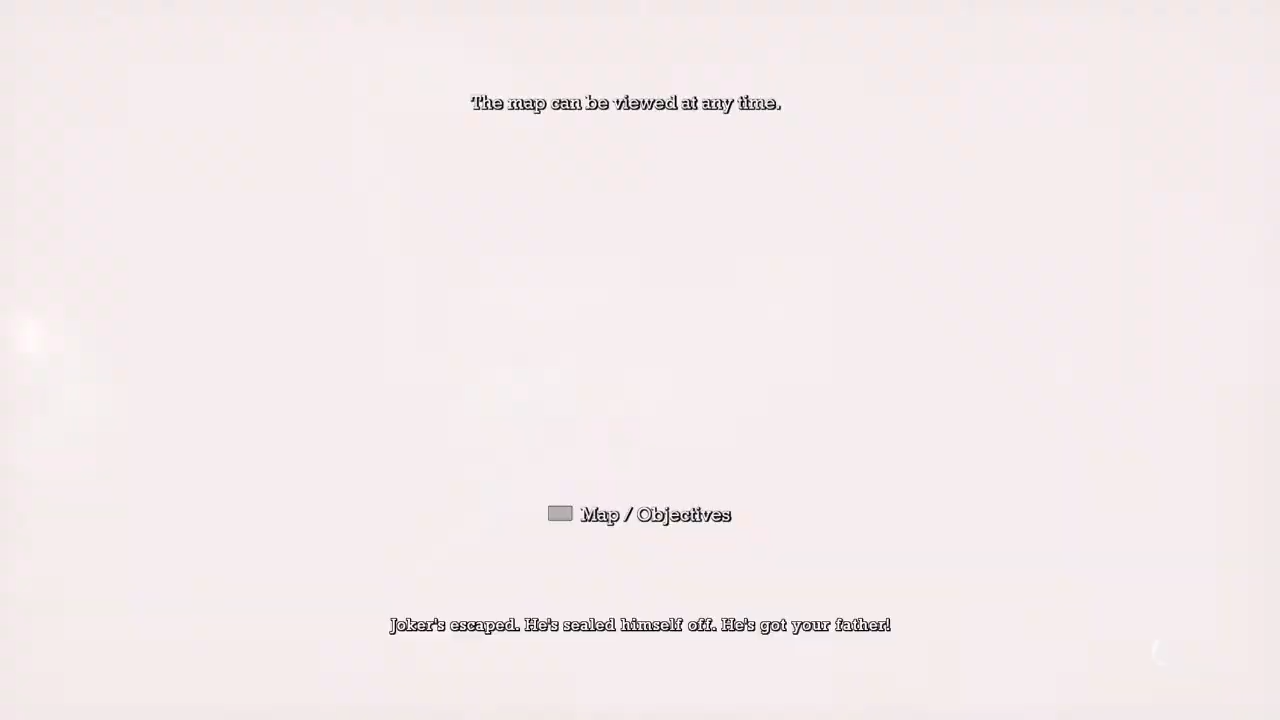 The map can be viewed at any time.
Map / Objectives
Joker's escaped. He's sealed himself off. He's got your father!